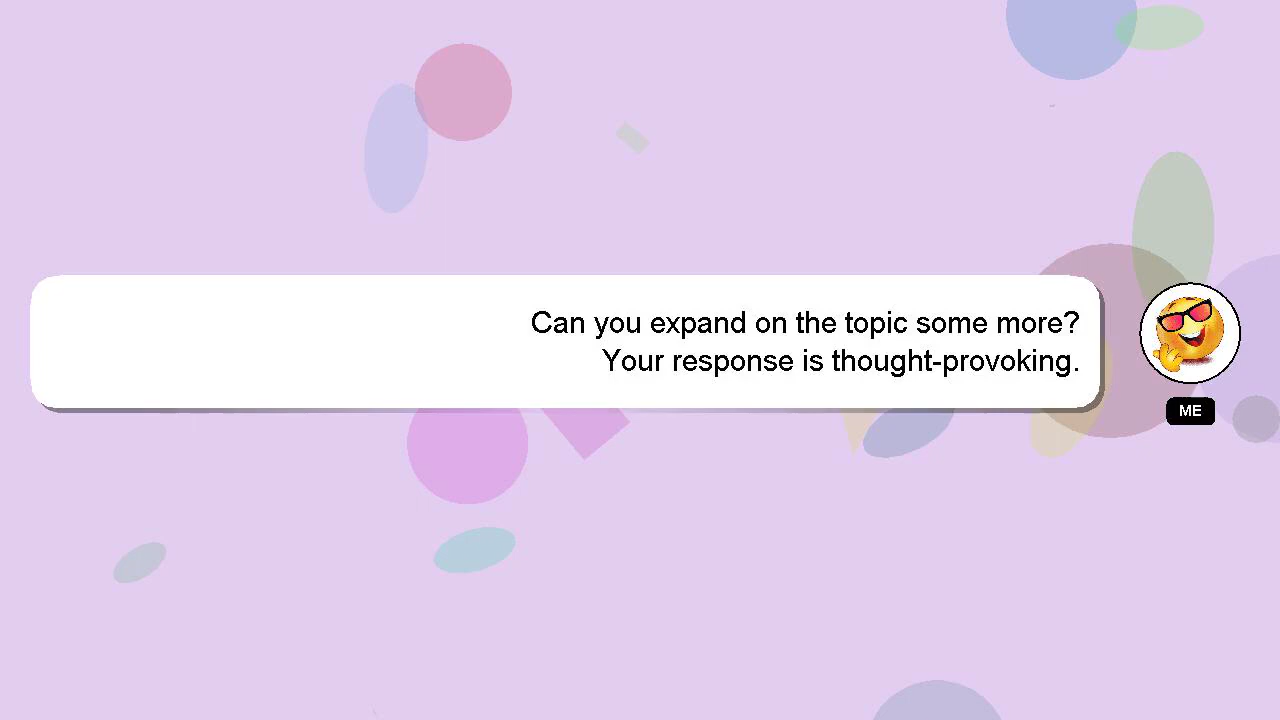 Can you expand on the topic some more?
Your response is thought-provoking.
ME